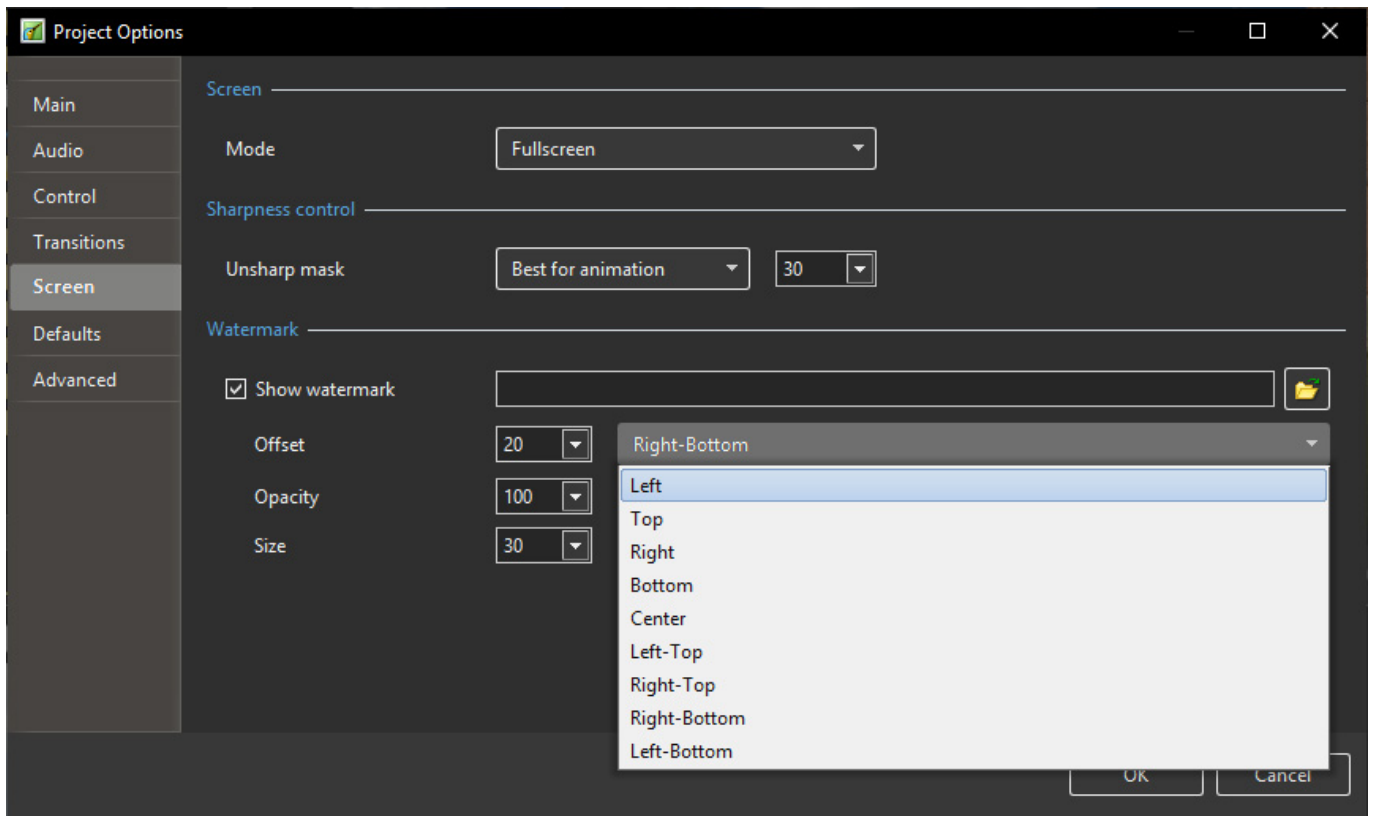 Project Options
Main
Audio
Control
Transitions
Screen
Defaults
Advanced
Screen
Mode Fullscreen
Sharpness control
Unsharp mask Best for animation 30
Watermark
Show watermark
Offset 20 Right-Bottom
Opacity 100
Size 30
Left
Top
Right
Bottom
Center
Left-Top
Right-Top
Right-Bottom
Left-Bottom
OK Cancel